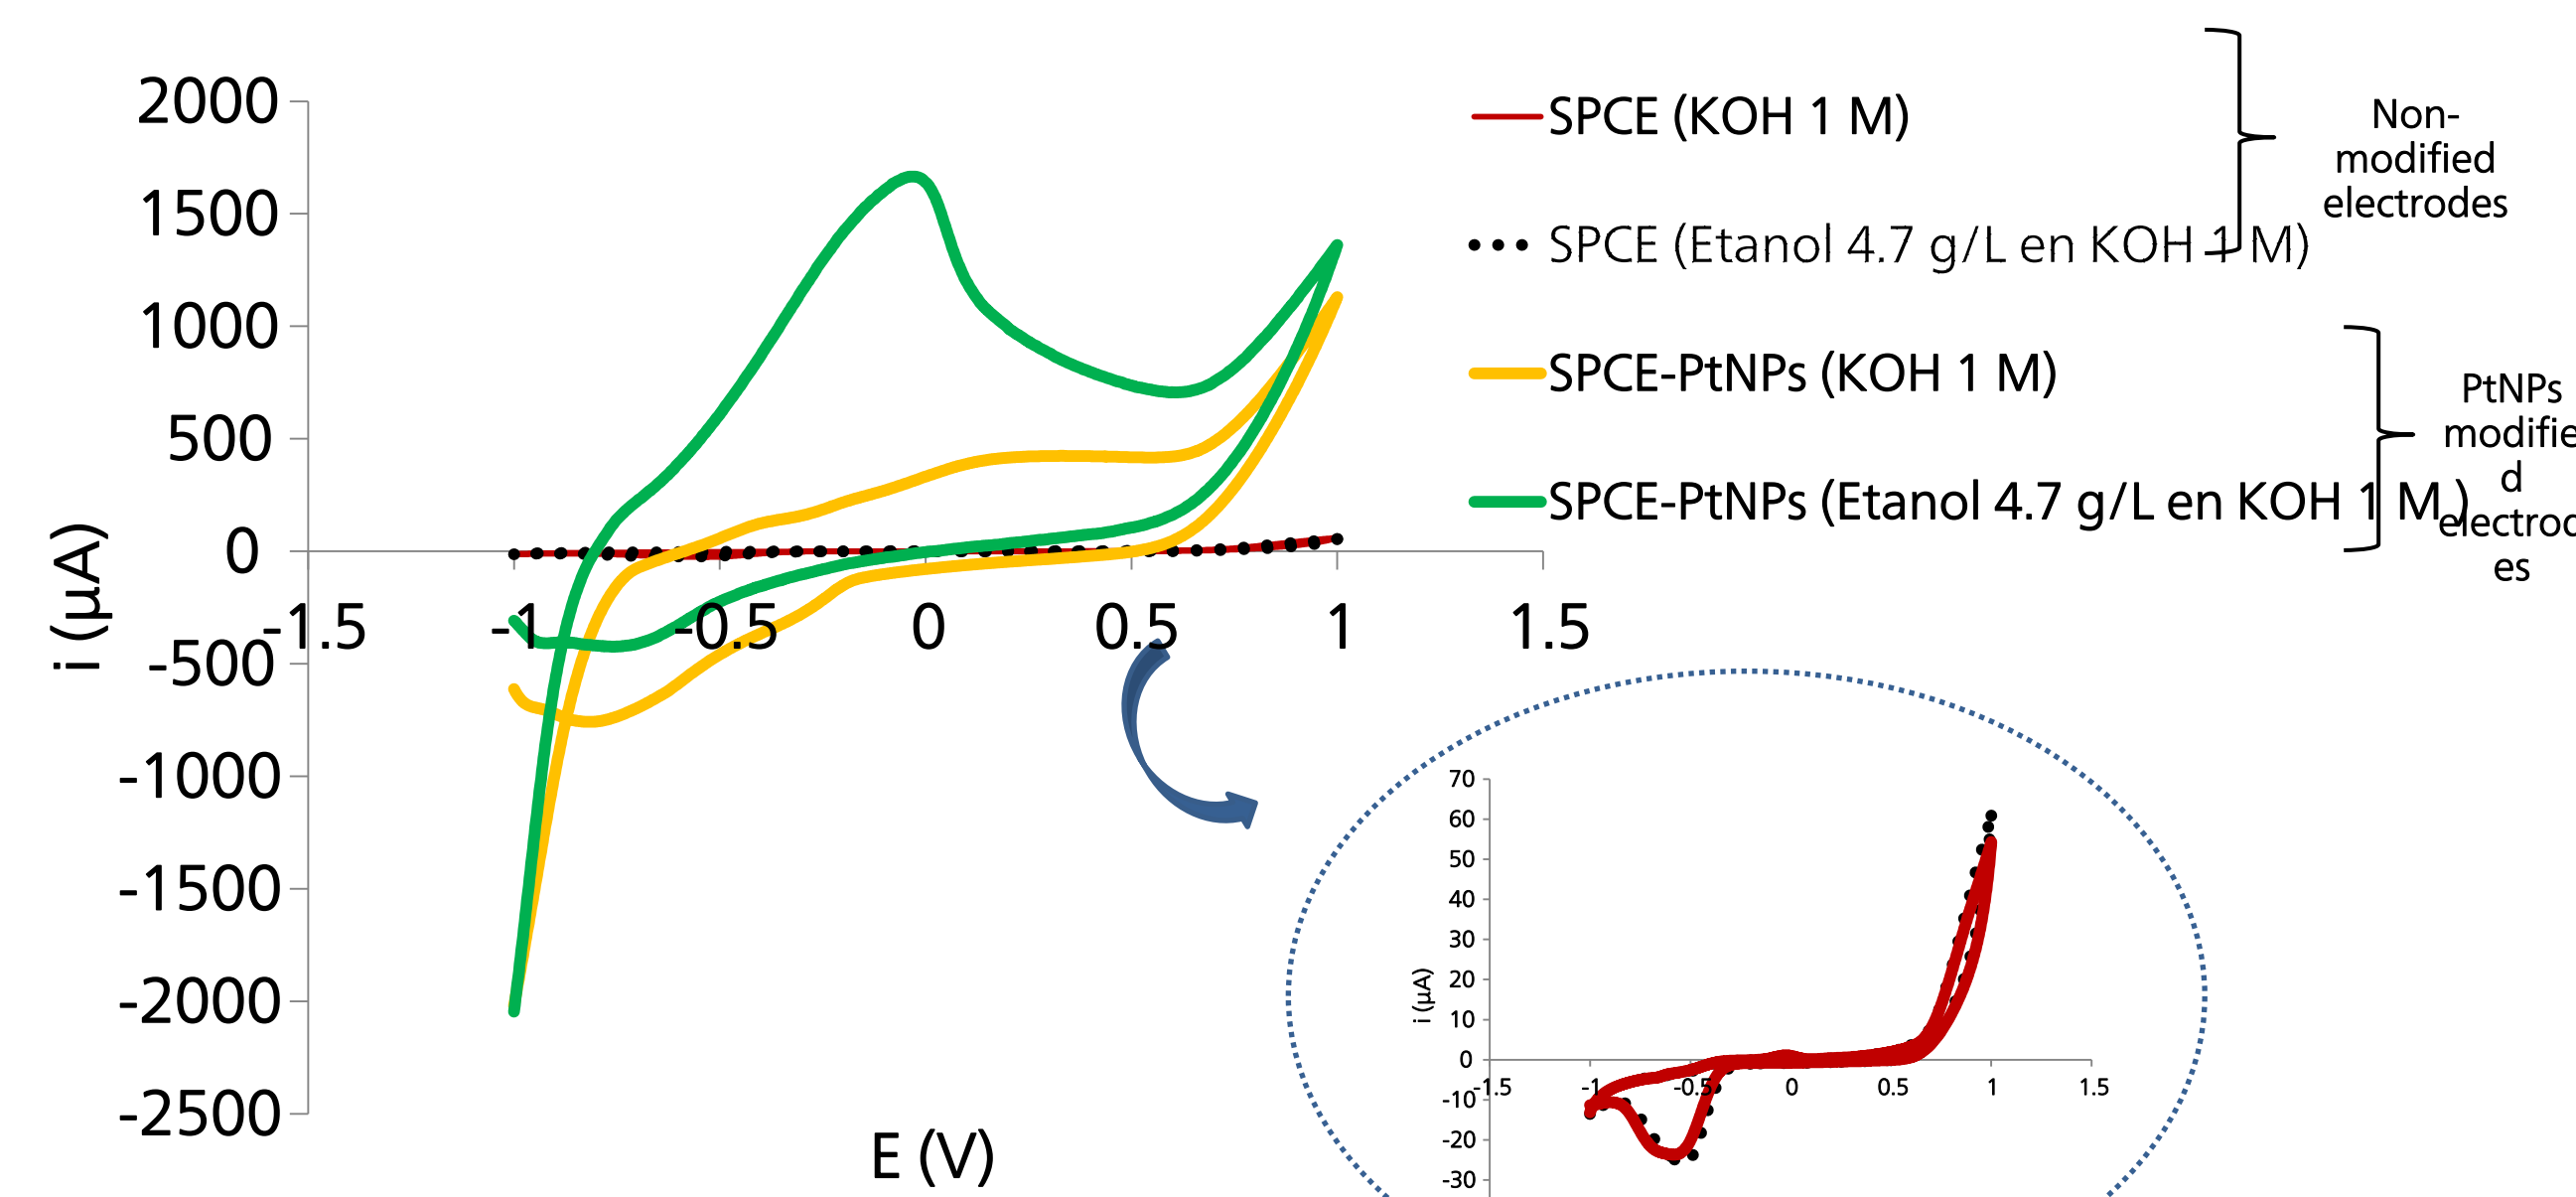 2000
1500
1000
500
0
-500
-1000
-1500
-2000
-2500
i (µA)
-1.5
-1
-0.5
0
0.5
1
1.5
E (V)
SPCE (KOH 1 M)
SPCE (Etanol 4.7 g/L en KOH 1 M)
SPCE-PtNPs (KOH 1 M)
SPCE-PtNPs (Etanol 4.7 g/L en KOH 1 M )
Non-
modified
electrodes
PtNPs
modifie
d
electrod
es
70
60
50
40
30
20
10
0
-10
-20
-30
i (µA)
-1.5
-1
-0.5
0
0.5
1
1.5